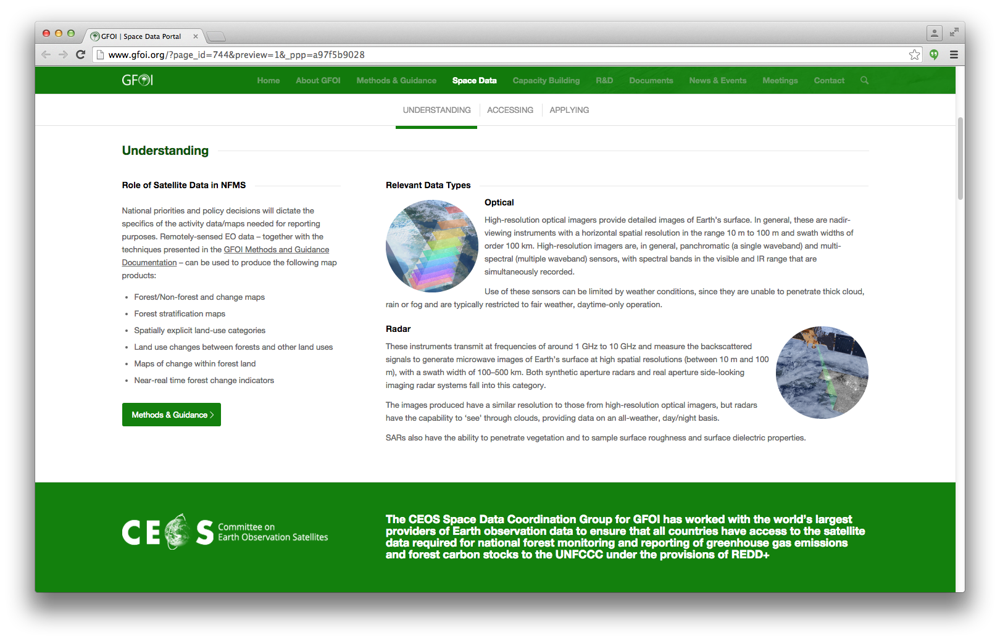 GFOI | Space Data Portal
www.gfoi.org/?page_id=744&preview=1&_ppp=a97f5b9028
GFOI
Home About GFOI Methods & Guidance Space Data Capacity Building R&D Documents News & Events Meetings Contact
UNDERSTANDING ACCESSING APPLYING
Understanding
Role of Satellite Data in NFMS
National priorities and policy decisions will dictate the
specifics of the activity data/maps needed for reporting
purposes. Remotely-sensed EO data – together with the
techniques presented in the GFOI Methods and Guidance
Documentation – can be used to produce the following map
products:
• Forest/Non-forest and change maps
• Forest stratification maps
• Spatially explicit land-use categories
• Land use changes between forests and other land uses
• Maps of change within forest land
• Near-real time forest change indicators
Methods & Guidance
Relevant Data Types
Optical
High-resolution optical imagers provide detailed images of Earth's surface. In general, these are nadir-
viewing instruments with a horizontal spatial resolution in the range 10 m to 100 m and swath widths of
order 100 km. High-resolution imagers are, in general, panchromatic (a single waveband) and multi-
spectral (multiple waveband) sensors, with spectral bands in the visible and IR range that are
simultaneously recorded.
Use of these sensors can be limited by weather conditions, since they are unable to penetrate thick cloud,
rain or fog and are typically restricted to fair weather, daytime-only operation.
Radar
These instruments transmit at frequencies of around 1 GHz to 10 GHz and measure the backscattered
signals to generate microwave images of Earth's surface at high spatial resolutions (between 10 m and 100
m), with a swath width of 100–500 km. Both synthetic aperture radars and real aperture side-looking
imaging radar systems fall into this category.
The images produced have a similar resolution to those from high-resolution optical imagers, but radars
have the capability to 'see' through clouds, providing data on an all-weather, day/night basis.
SARs also have the ability to penetrate vegetation and to sample surface roughness and surface dielectric properties.
CEOS
Committee on
Earth Observation Satellites
The CEOS Space Data Coordination Group for GFOI has worked with the world's largest
providers of Earth observation data to ensure that all countries have access to the satellite
data required for national forest monitoring and reporting of greenhouse gas emissions
and forest carbon stocks to the UNFCCC under the provisions of REDD+